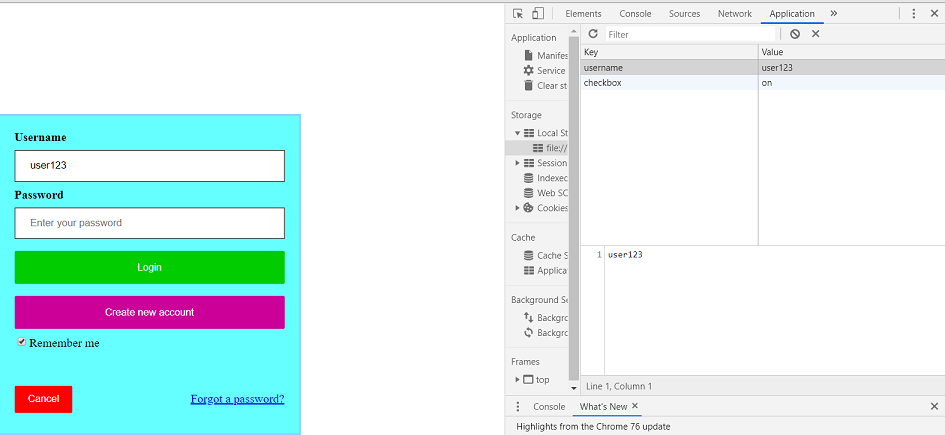 Username
user123
Password
Enter your password
Login
Create new account
Remember me
Cancel
Forgot a password?
Elements Console Sources Network Application »
Application
Manifes
Service
Clear st
Storage
Local St
file://
Session
Indexec
Web SC
Cookies
Cache
Cache S
Applica
Background Se
Backgro
Backgro
Frames
top
Filter
Key Value
username user123
checkbox on
1 user123
Line 1, Column 1
Console What's New
Highlights from the Chrome 76 update